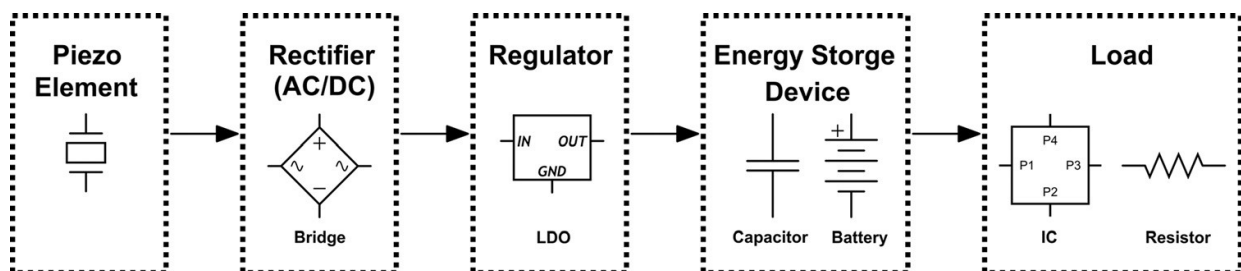 Piezo
Element
Rectifier
(AC/DC)
+
−
Bridge
Regulator
IN OUT
GND
LDO
Energy Storge
Device
+
Capacitor Battery
Load
P4
P1 P3
P2
IC Resistor